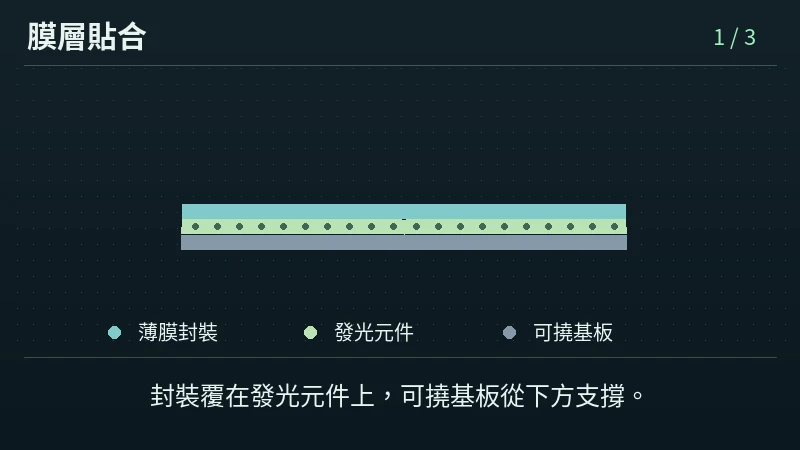 膜層貼合
1 / 3
薄膜封裝
發光元件
可撓基板
封裝覆在發光元件上，可撓基板從下方支撐。